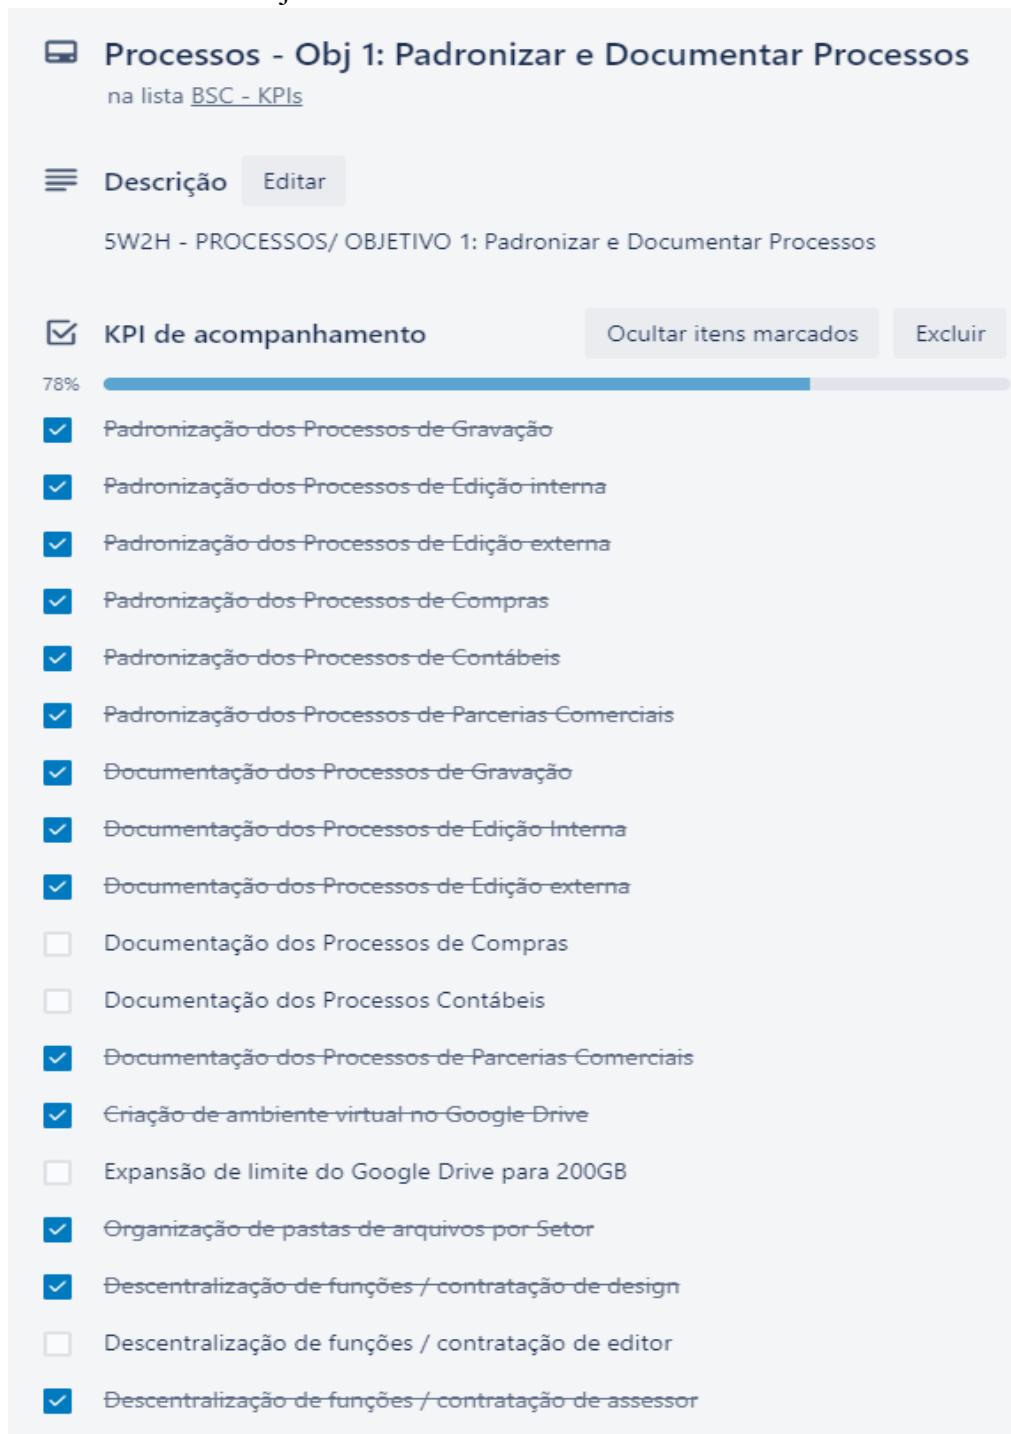 Processos - Obj 1: Padronizar e Documentar Processos
na lista BSC - KPIs
Descrição Editar
5W2H - PROCESSOS/ OBJETIVO 1: Padronizar e Documentar Processos
KPI de acompanhamento Ocultar itens marcados Excluir
78%
Padronização dos Processos de Gravação
Padronização dos Processos de Edição interna
Padronização dos Processos de Edição externa
Padronização dos Processos de Compras
Padronização dos Processos de Contábeis
Padronização dos Processos de Parcerias Comerciais
Documentação dos Processos de Gravação
Documentação dos Processos de Edição Interna
Documentação dos Processos de Edição externa
Documentação dos Processos de Compras
Documentação dos Processos Contábeis
Documentação dos Processos de Parcerias Comerciais
Criação de ambiente virtual no Google Drive
Expansão de limite do Google Drive para 200GB
Organização de pastas de arquivos por Setor
Descentralização de funções / contratação de design
Descentralização de funções / contratação de editor
Descentralização de funções / contratação de assessor